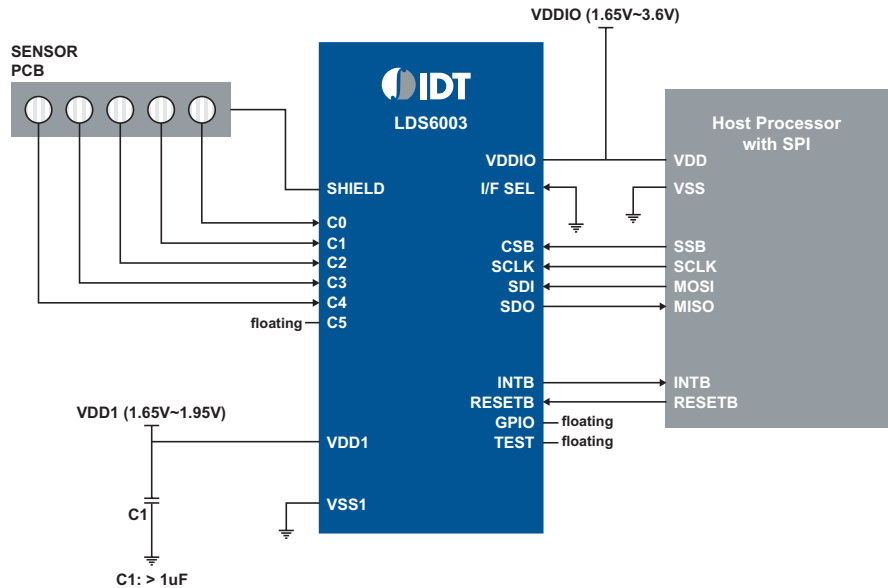 VDDIO (1.65V~3.6V)
SENSOR
PCB
IDT
LDS6003
Host Processor
with SPI
VDDIO
VDD
SHIELD
I/F SEL
VSS
C0
C1
C2
C3
C4
floating
C5
CSB
SCLK
SDI
SDO
SSB
SCLK
MOSI
MISO
INTB
RESETB
GPIO
TEST
floating
floating
INTB
RESETB
VDD1 (1.65V~1.95V)
VDD1
C1
VSS1
C1: > 1uF